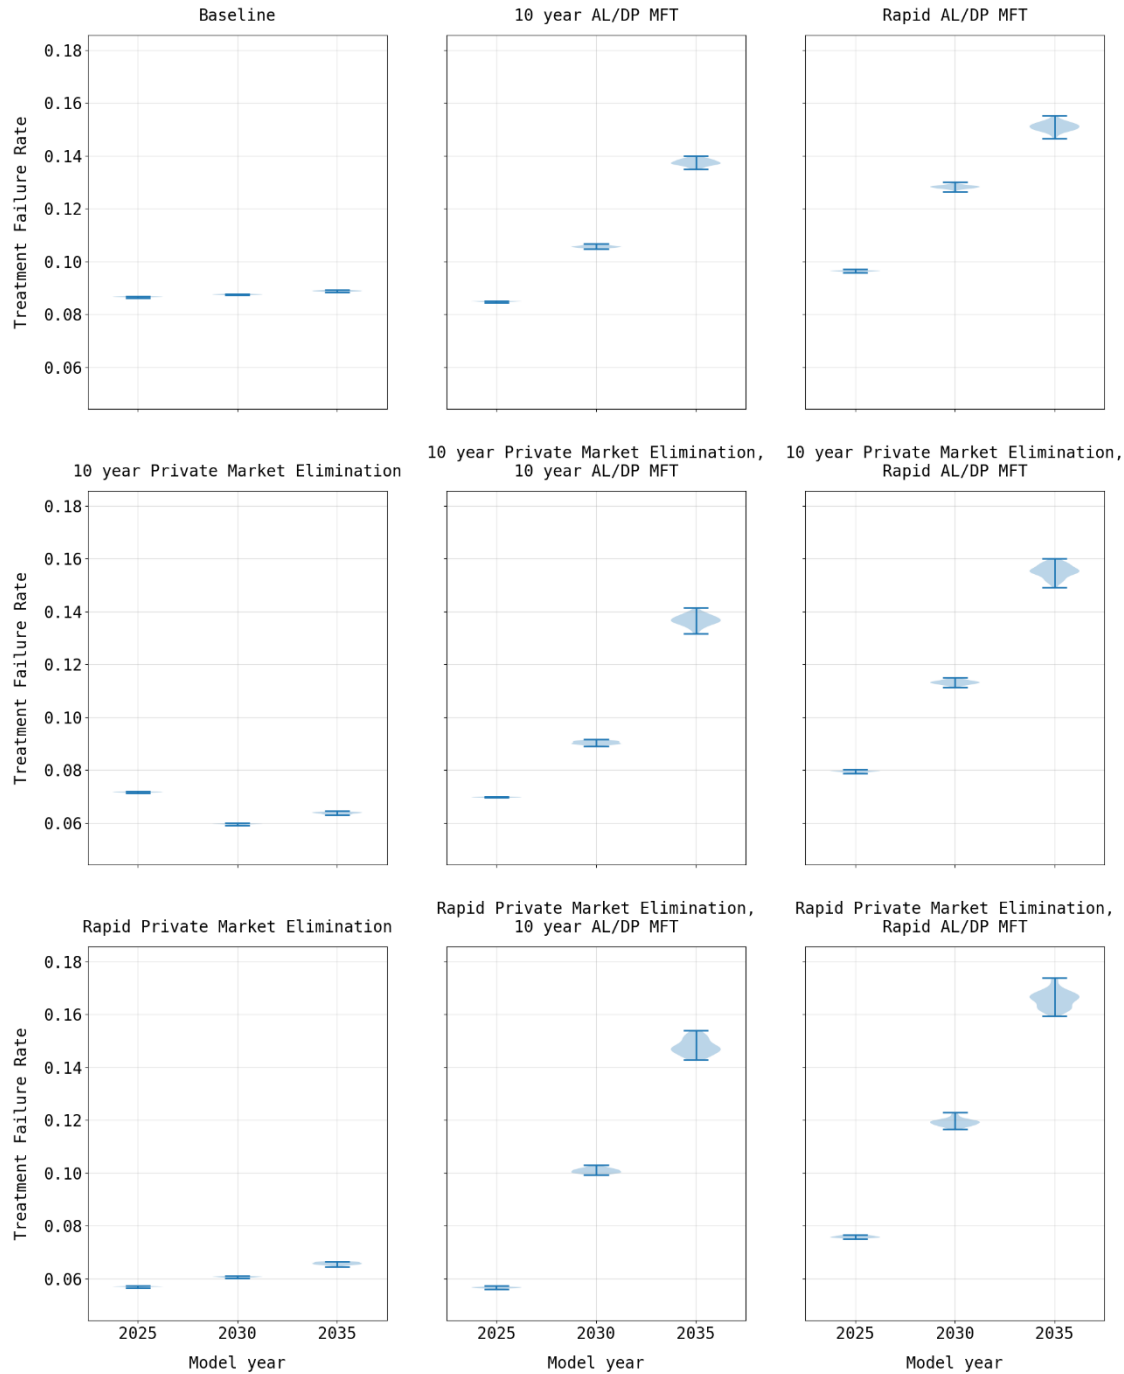 Baseline
10 year AL/DP MFT
Rapid AL/DP MFT
Treatment Failure Rate
0.18
0.16
0.14
0.12
0.10
0.08
0.06
10 year Private Market Elimination
10 year Private Market Elimination,
10 year AL/DP MFT
10 year Private Market Elimination,
Rapid AL/DP MFT
Treatment Failure Rate
0.18
0.16
0.14
0.12
0.10
0.08
0.06
Rapid Private Market Elimination
Rapid Private Market Elimination,
10 year AL/DP MFT
Rapid Private Market Elimination,
Rapid AL/DP MFT
Treatment Failure Rate
0.18
0.16
0.14
0.12
0.10
0.08
0.06
2025 2030 2035
2025 2030 2035
2025 2030 2035
Model year
Model year
Model year